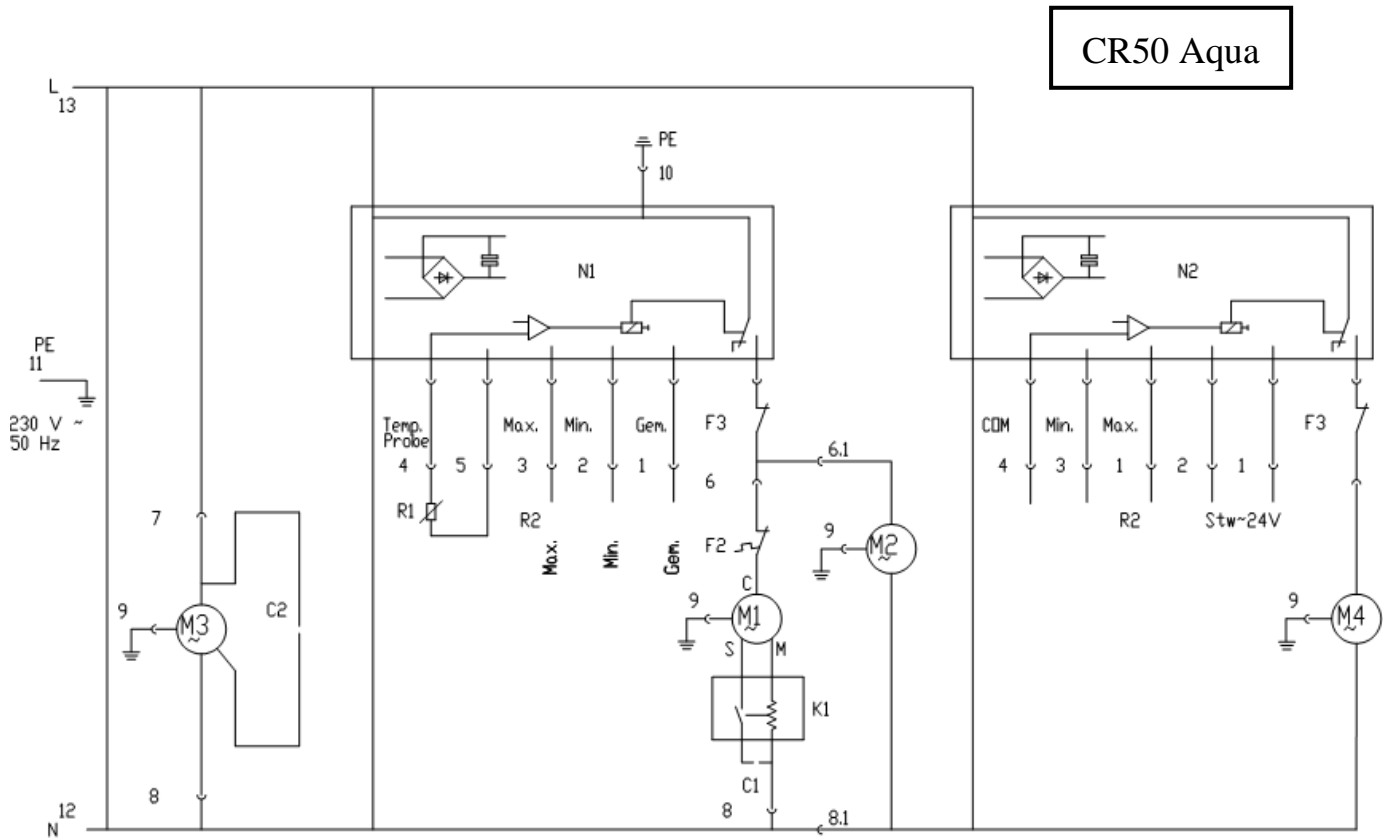 CR50 Aqua
L
13
PE
10
N1
N2
PE
11
230 V ~
50 Hz
Temp.
Probe
Max.
Min.
Gem.
F3
COM
Min.
Max.
F3
4
5
3
2
1
6
6.1
4
3
1
2
1
R1
R2
R2
Stw~24V
7
9
M3
~
C2
Max.
Min.
Gem.
F2
9
M2
~
C
9
M1
~
S
M
9
M4
~
K1
C1
8
8
8.1
12
N